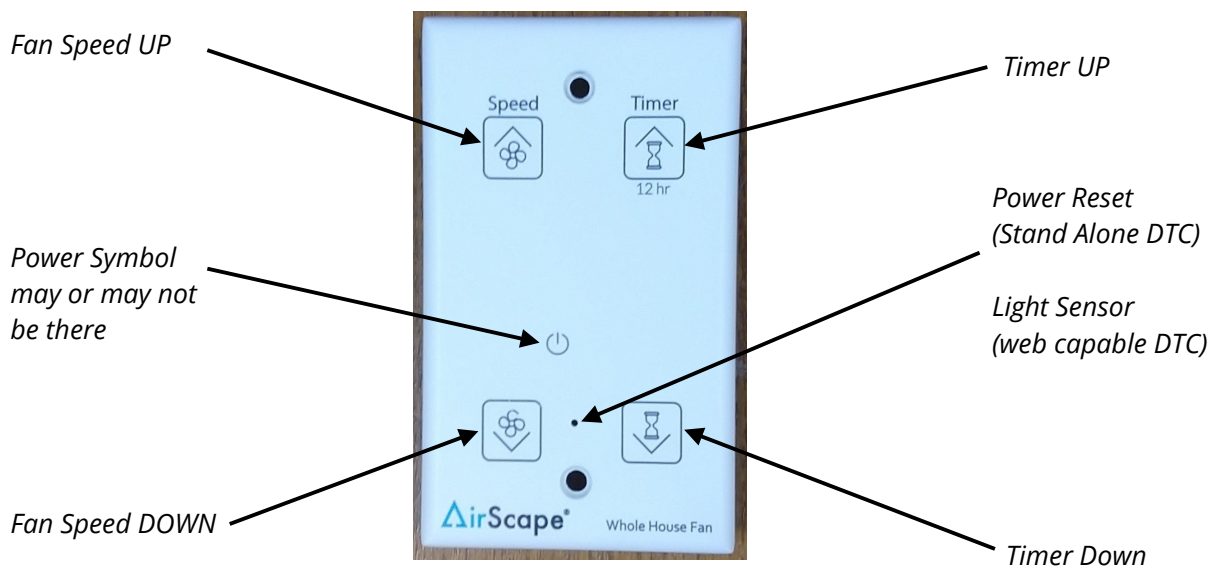 Fan Speed UP
Timer UP
Speed
Timer
12 hr
Power Reset
(Stand Alone DTC)
Power Symbol
may or may not
be there
Light Sensor
(web capable DTC)
Fan Speed DOWN
AirScape®
Whole House Fan
Timer Down